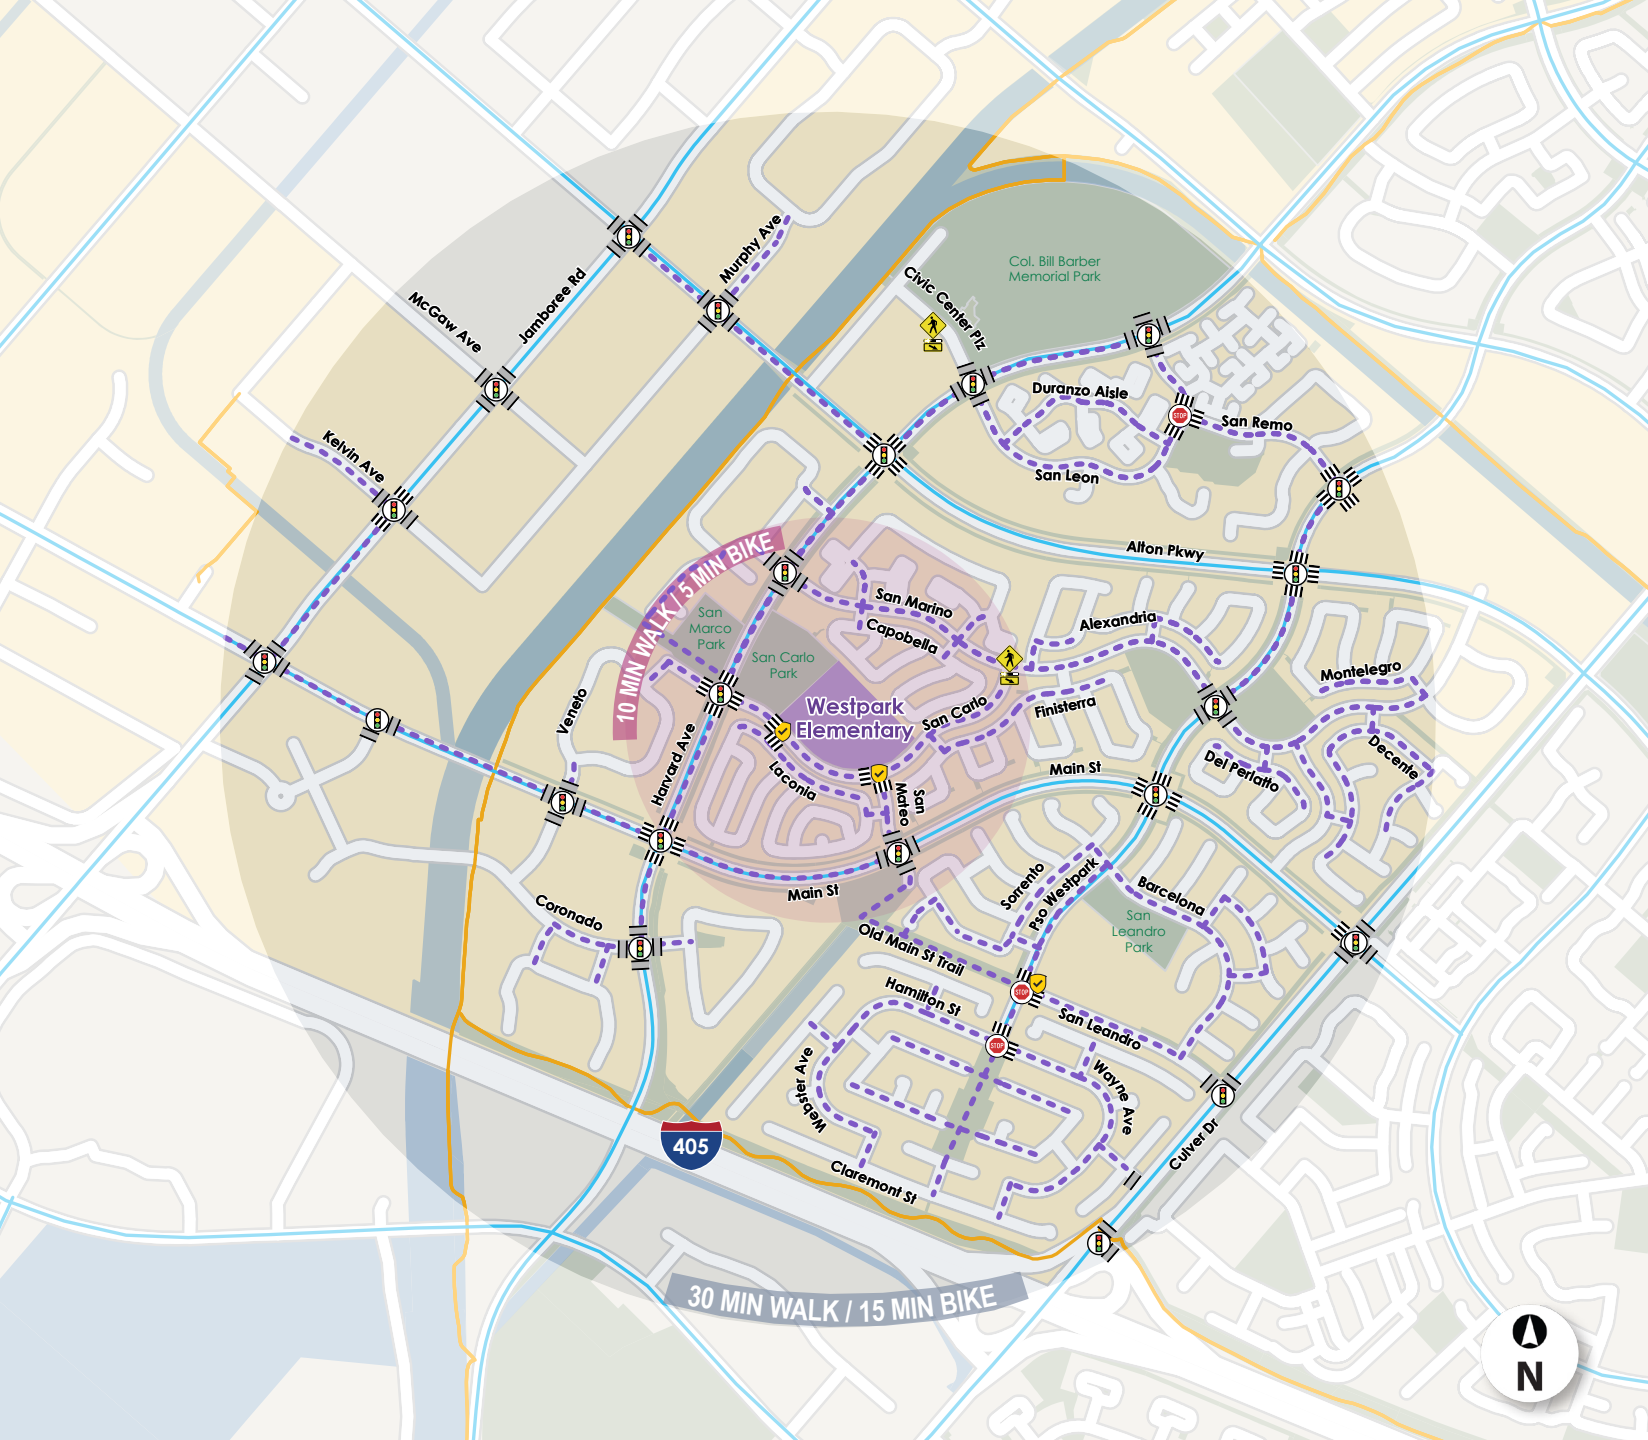 Murphy Ave
Col. Bill Barber
Memorial Park
Civic Center Plz
Jamboree Rd
McGaw Ave
Duranzo Aisle
STOP
San Remo
San Leon
Kelvin Ave
Alton Pkwy
10 MIN WALK / 5 MIN BIKE
San
Marco
Park
San Marino
Capobella
Alexandria
San Carlo
Park
Montelegro
Westpark
Elementary
San Carlo
Finisterra
Veneto
Harvard Ave
Laconia
San
Mateo
Main St
Del Perlatto
Decente
Main St
Sorrento
Pso Westpark
Barcelona
San
Leandro
Park
Coronado
Old Main St Trail
STOP
Hamilton St
San Leandro
STOP
Webster Ave
Wayne Ave
Culver Dr
405
Claremont St
30 MIN WALK / 15 MIN BIKE
N